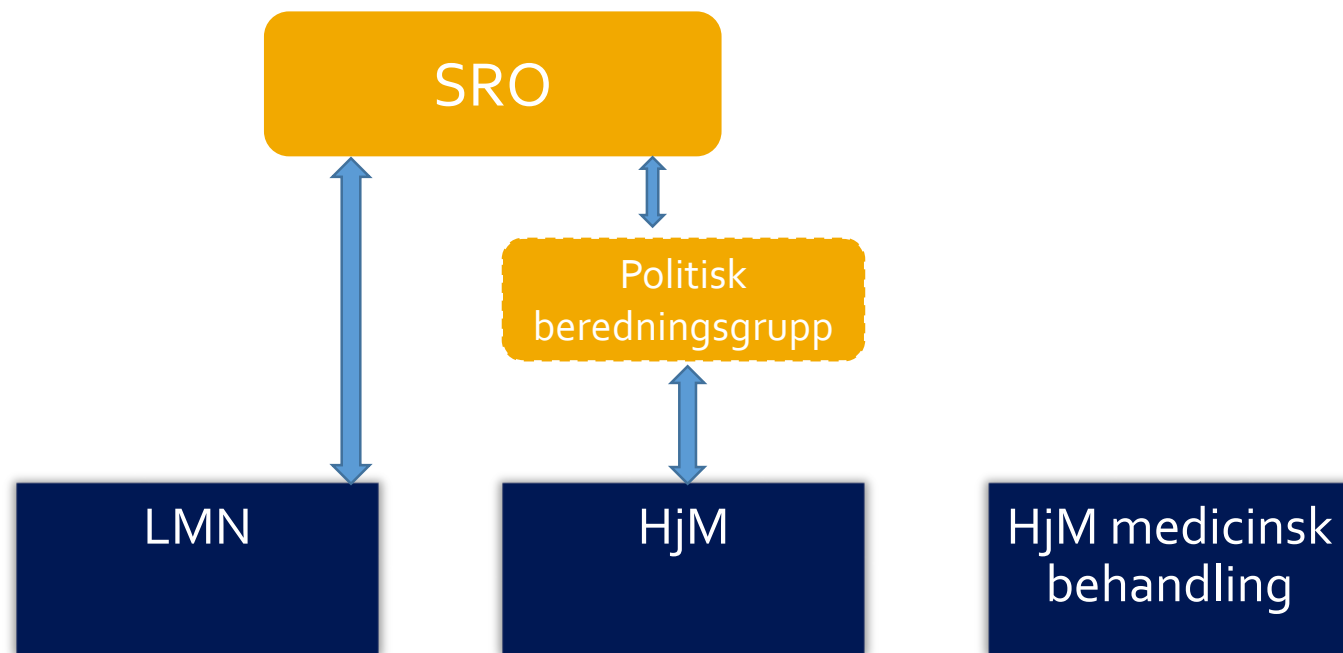 SRO
Politisk
beredningsgrupp
LMN
HjM
HjM medicinsk
behandling